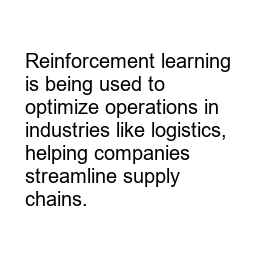 Reinforcement learning
is being used to
optimize operations in
industries like logistics,
helping companies
streamline supply
chains.